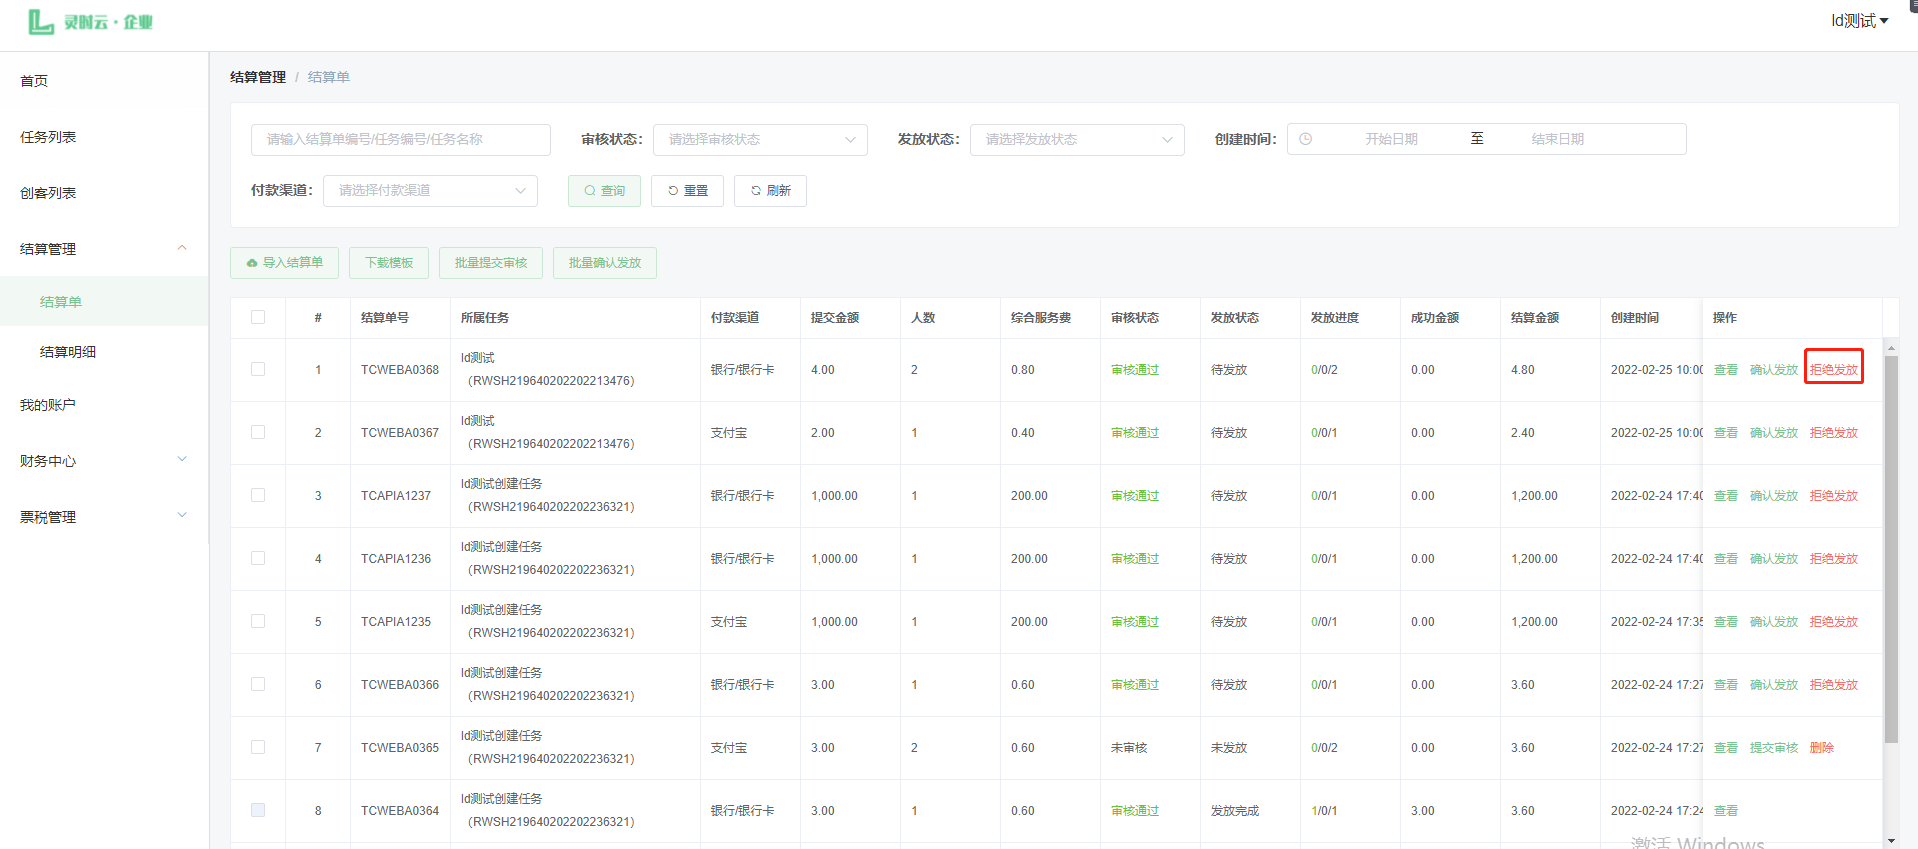 灵时云·企业
ld测试
首页
任务列表
创客列表
结算管理
结算单
结算明细
我的账户
财务中心
票税管理
结算管理 / 结算单
请输入结算单编号/任务编号/任务名称 审核状态: 请选择审核状态 发放状态: 请选择发放状态 创建时间: 开始日期 至 结束日期
付款渠道: 请选择付款渠道 查询 重置 刷新
导入结算单 下载模板 批量提交审核 批量确认发放
# 结算单号 所属任务 付款渠道 提交金额 人数 综合服务费 审核状态 发放状态 发放进度 成功金额 结算金额 创建时间 操作
1 TCWEBA0368 ld测试（RWSH219640202202213476） 银行/银行卡 4.00 2 0.80 审核通过 待发放 0/0/2 0.00 4.80 2022-02-25 10:00 查看 确认发放 拒绝发放
2 TCWEBA0367 ld测试（RWSH219640202202213476） 支付宝 2.00 1 0.40 审核通过 待发放 0/0/1 0.00 2.40 2022-02-25 10:00 查看 确认发放 拒绝发放
3 TCAPIA1237 ld测试创建任务（RWSH219640202202236321） 银行/银行卡 1,000.00 1 200.00 审核通过 待发放 0/0/1 0.00 1,200.00 2022-02-24 17:40 查看 确认发放 拒绝发放
4 TCAPIA1236 ld测试创建任务（RWSH219640202202236321） 银行/银行卡 1,000.00 1 200.00 审核通过 待发放 0/0/1 0.00 1,200.00 2022-02-24 17:40 查看 确认发放 拒绝发放
5 TCAPIA1235 ld测试创建任务（RWSH219640202202236321） 支付宝 1,000.00 1 200.00 审核通过 待发放 0/0/1 0.00 1,200.00 2022-02-24 17:35 查看 确认发放 拒绝发放
6 TCWEBA0366 ld测试创建任务（RWSH219640202202236321） 银行/银行卡 3.00 1 0.60 审核通过 待发放 0/0/1 0.00 3.60 2022-02-24 17:27 查看 确认发放 拒绝发放
7 TCWEBA0365 ld测试创建任务（RWSH219640202202236321） 支付宝 3.00 2 0.60 未审核 未发放 0/0/2 0.00 3.60 2022-02-24 17:27 查看 提交审核 删除
8 TCWEBA0364 ld测试创建任务（RWSH219640202202236321） 银行/银行卡 3.00 1 0.60 审核通过 发放完成 1/0/1 3.00 3.60 2022-02-24 17:24 查看
激活 Windows